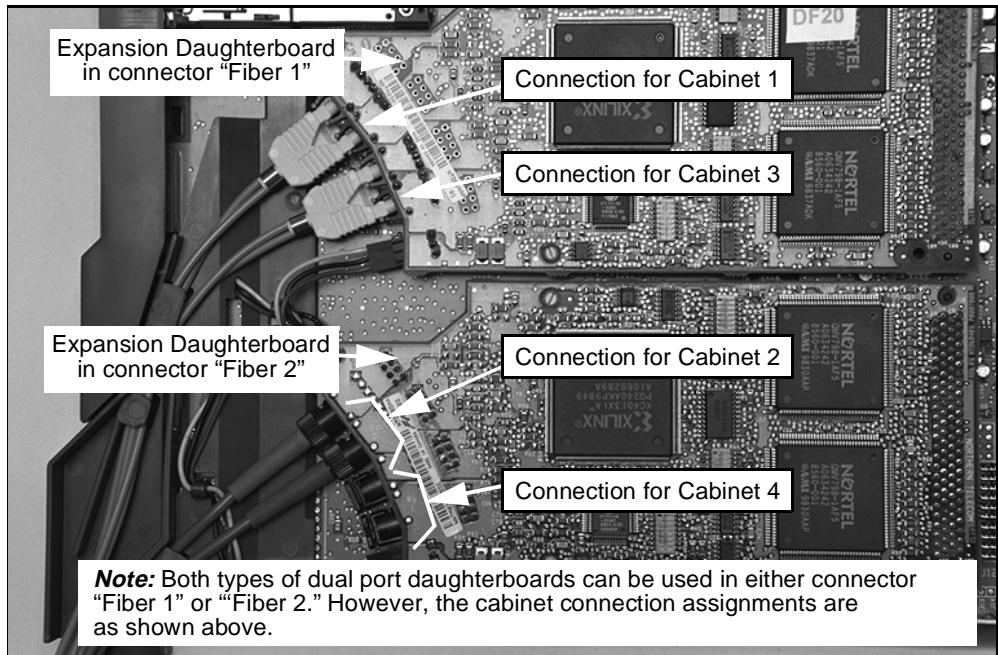 Expansion Daughterboard
in connector “Fiber 1”
Connection for Cabinet 1
Connection for Cabinet 3
DF20
XILINX
NORTEL
NORTEL
Expansion Daughterboard
in connector “Fiber 2”
Connection for Cabinet 2
Connection for Cabinet 4
XILINX
NORTEL
NORTEL
NORTHERN TELECOM
Note: Both types of dual port daughterboards can be used in either connector
“Fiber 1” or “‘Fiber 2.” However, the cabinet connection assignments are
as shown above.